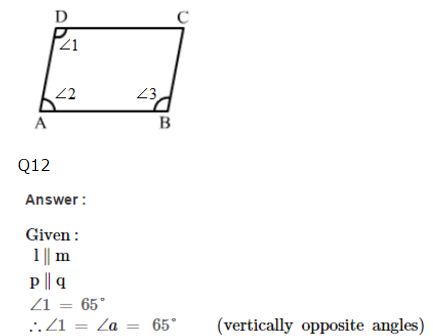 D C
∠1
∠2 ∠3
A B
Q12
Answer :
Given :
l ∥ m
p ∥ q
∠1 = 65°
∴ ∠1 = ∠a = 65° (vertically opposite angles)